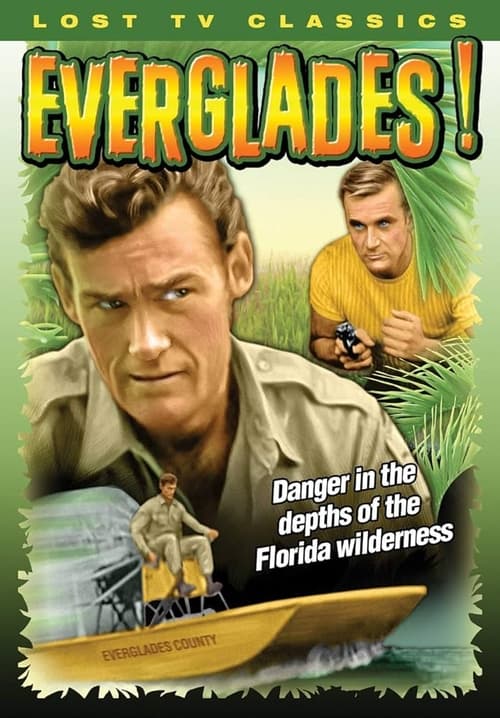 LOST TV CLASSICS
EVERGLADES!
Danger in the
depths of the
Florida wilderness
EVERGLADES COUNTY